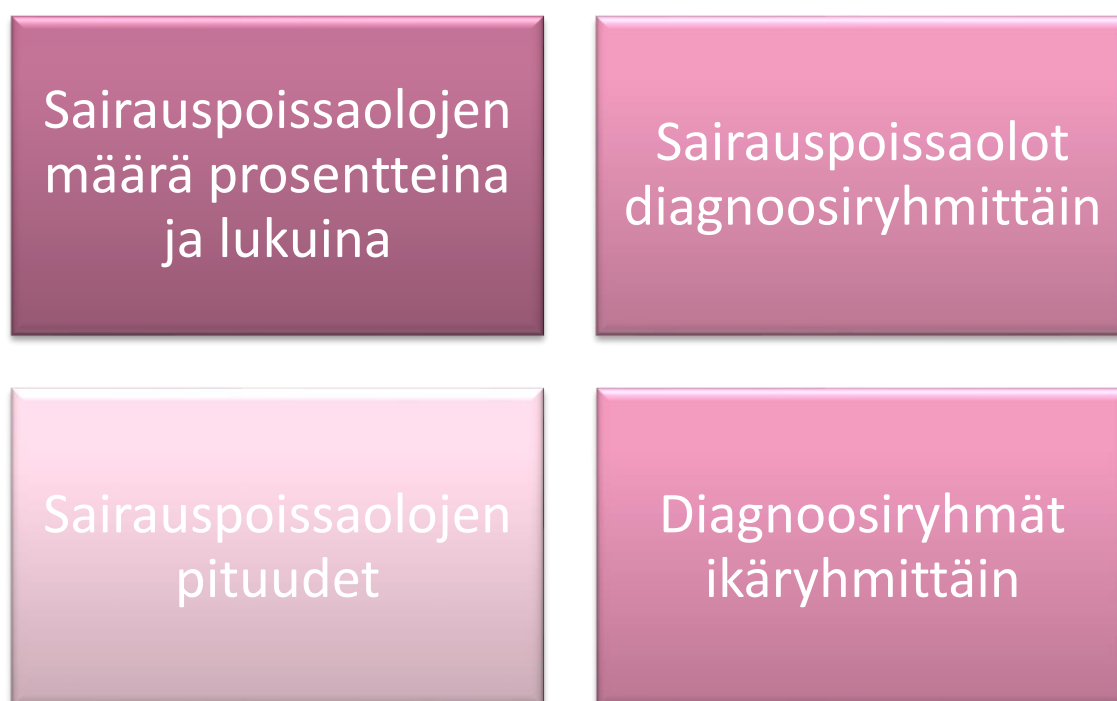 Sairauspoissaolojen
määrä prosentteina
ja lukuina
Sairauspoissaolot
diagnoosiryhmittäin
Sairauspoissaolojen
pituudet
Diagnoosiryhmät
ikäryhmittäin